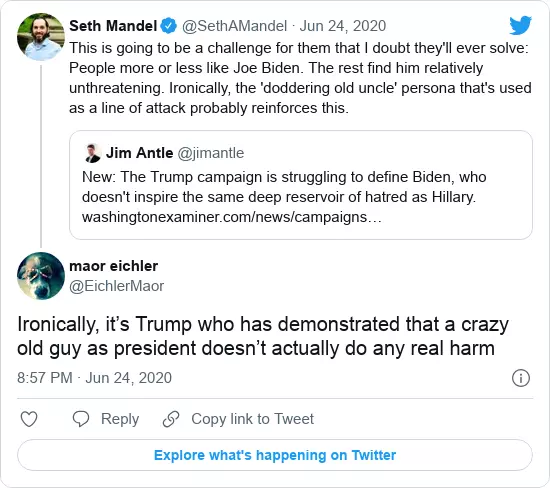 Seth Mandel @SethAMandel · Jun 24, 2020
This is going to be a challenge for them that I doubt they'll ever solve:
People more or less like Joe Biden. The rest find him relatively
unthreatening. Ironically, the 'doddering old uncle' persona that's used
as a line of attack probably reinforces this.
Jim Antle @jimantle
New: The Trump campaign is struggling to define Biden, who
doesn't inspire the same deep reservoir of hatred as Hillary.
washingtonexaminer.com/news/campaigns…
maor eichler
@EichlerMaor
Ironically, it’s Trump who has demonstrated that a crazy
old guy as president doesn’t actually do any real harm
8:57 PM · Jun 24, 2020
Reply Copy link to Tweet
Explore what's happening on Twitter